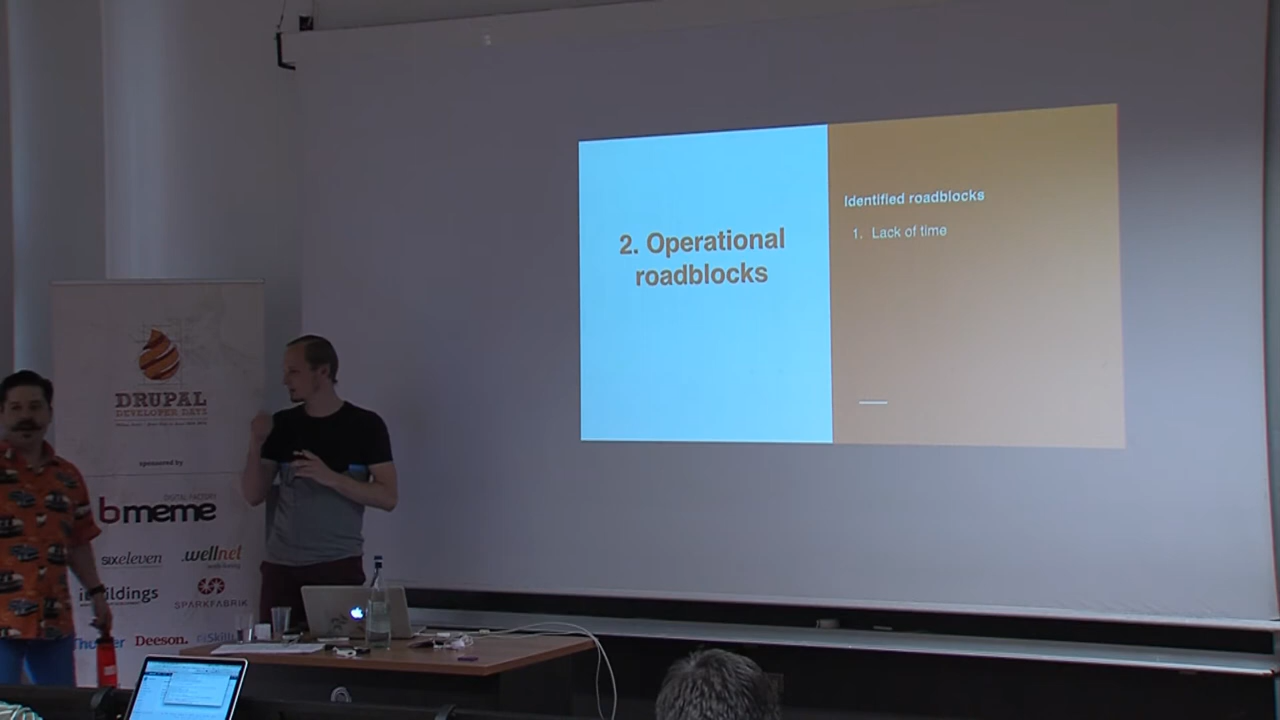 2. Operational
roadblocks
Identified roadblocks
1. Lack of time
DRUPAL
DEVELOPER DAYS
sponsored by
DIGITAL FACTORY
bmeme
sixeleven
.wellnet
SPARKFABRIK
Deeson.